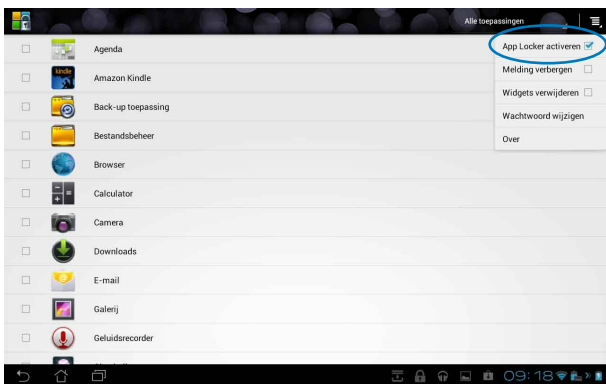 Alle toepassingen
App Locker activeren
Melding verbergen
Widgets verwijderen
Wachtwoord wijzigen
Over
Agenda
kindle
Amazon Kindle
Back-up toepassing
Bestandsbeheer
Browser
Calculator
Camera
Downloads
E-mail
Galerij
Geluidsrecorder
09:18